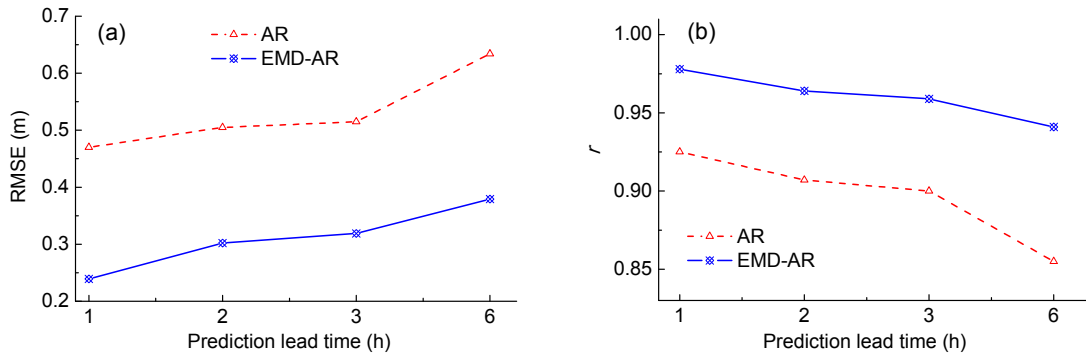 (a)
AR
EMD-AR
RMSE (m)
0.7
0.6
0.5
0.4
0.3
0.2
1 2 3 6
Prediction lead time (h)
(b)
r
1.00
0.95
0.90
0.85
AR
EMD-AR
1 2 3 6
Prediction lead time (h)